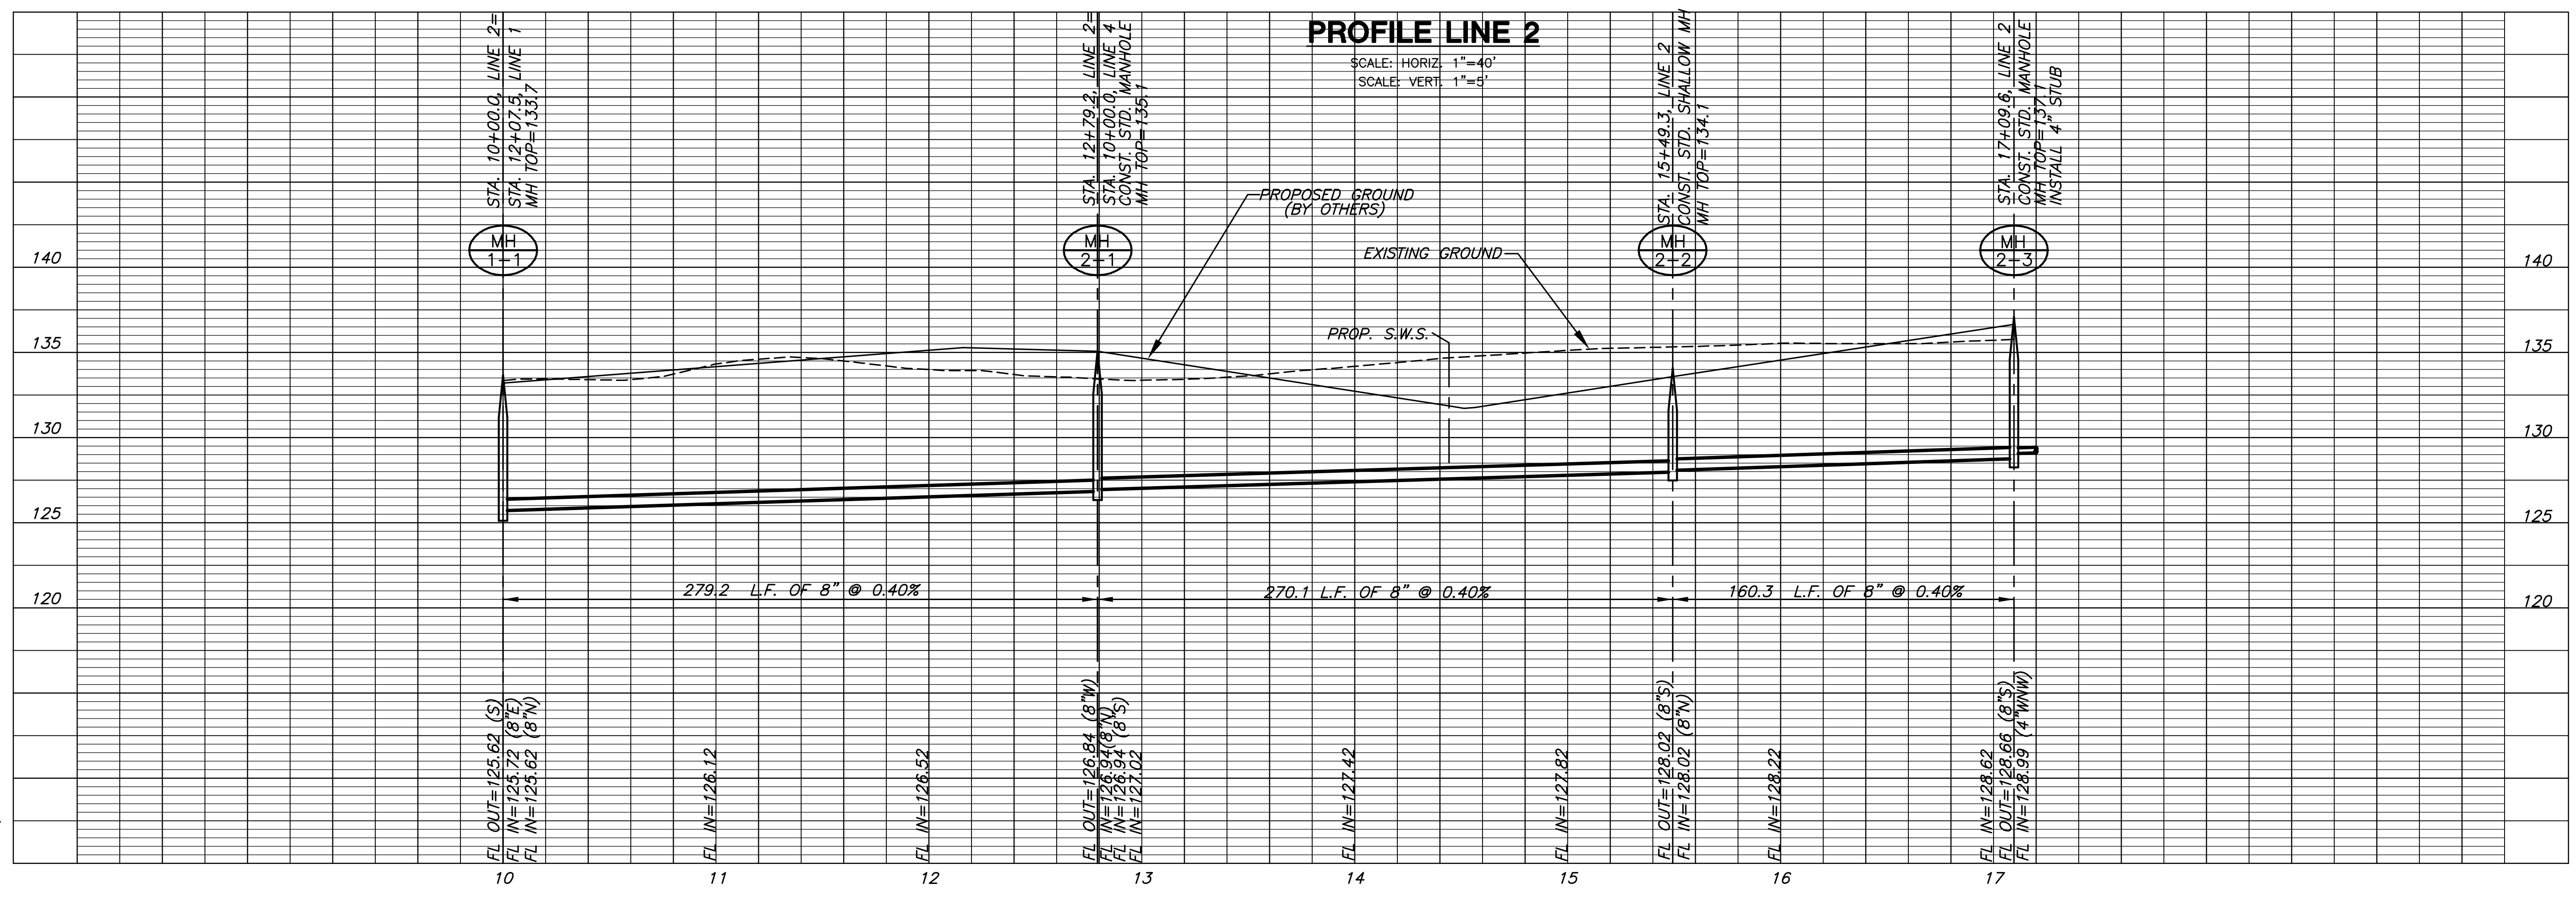 PROFILE LINE 2
SCALE: HORIZ. 1"=40'
SCALE: VERT. 1"=5'
STA. 10+00.0, LINE 2=
STA. 12+07.5, LINE 1
MH TOP=133.7
STA. 12+79.2, LINE 2=
STA. 10+00.0, LINE 4
CONST. STD. MANHOLE
MH TOP=135.1
STA. 15+49.3, LINE 2
CONST. STD. SHALLOW MH
MH TOP=134.1
STA. 17+09.6, LINE 2
CONST. STD. MANHOLE
MH TOP=137.1
INSTALL 4" STUB
PROPOSED GROUND
(BY OTHERS)
EXISTING GROUND
PROP. S.W.S.
MH
1-1
MH
2-1
MH
2-2
MH
2-3
140
140
135
135
130
130
125
125
120
120
279.2 L.F. OF 8" @ 0.40%
270.1 L.F. OF 8" @ 0.40%
160.3 L.F. OF 8" @ 0.40%
FL OUT=125.62 (S)
FL IN=125.72 (8"E)
FL IN=125.62 (8"N)
FL IN=126.12
FL IN=126.52
FL OUT=126.84 (8"W)
FL IN=126.94(8"N)
FL IN=126.94 (8"S)
FL IN=127.02
FL IN=127.42
FL IN=127.82
FL OUT=128.02 (8"S)
FL IN=128.02 (8"N)
FL IN=128.22
FL IN=128.62
FL OUT=128.66 (8"S)
FL IN=128.99 (4"WNW)
10
11
12
13
14
15
16
17